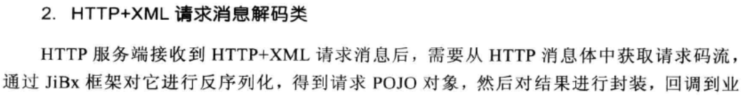 2. HTTP+XML 请求消息解码类
HTTP 服务端接收到 HTTP+XML 请求消息后，需要从 HTTP 消息体中获取请求码流，
通过 JiBx 框架对它进行反序列化，得到请求 POJO 对象，然后对结果进行封装，回调到业